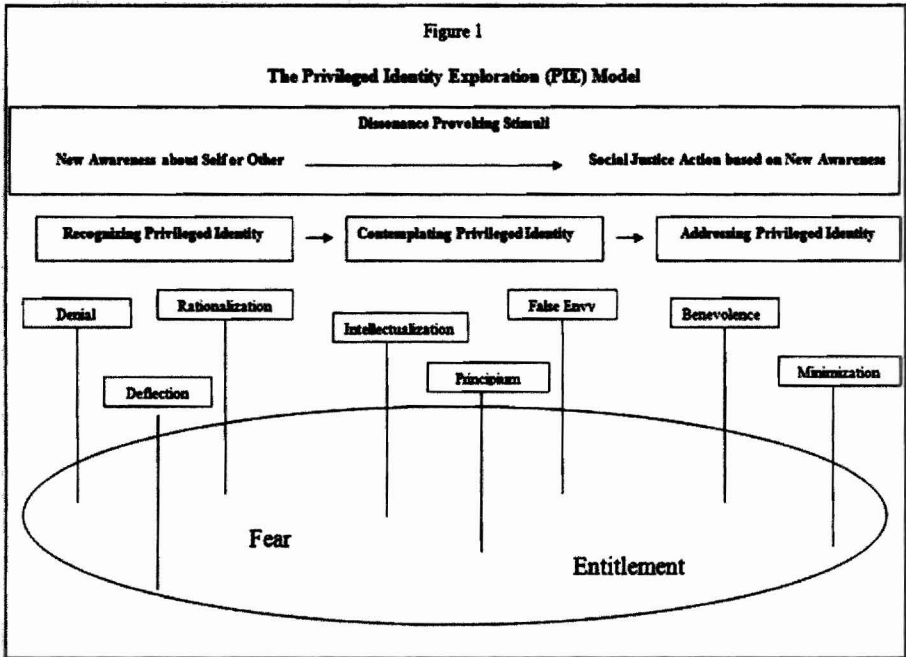 Figure 1
The Privileged Identity Exploration (PIE) Model
Dissonance Provoking Stimuli
New Awareness about Self or Other
Social Justice Action based on New Awareness
Recognizing Privileged Identity
Contemplating Privileged Identity
Addressing Privileged Identity
Denial
Rationalization
Deflection
Intellectualization
False Envy
Principium
Benevolence
Minimization
Fear
Entitlement